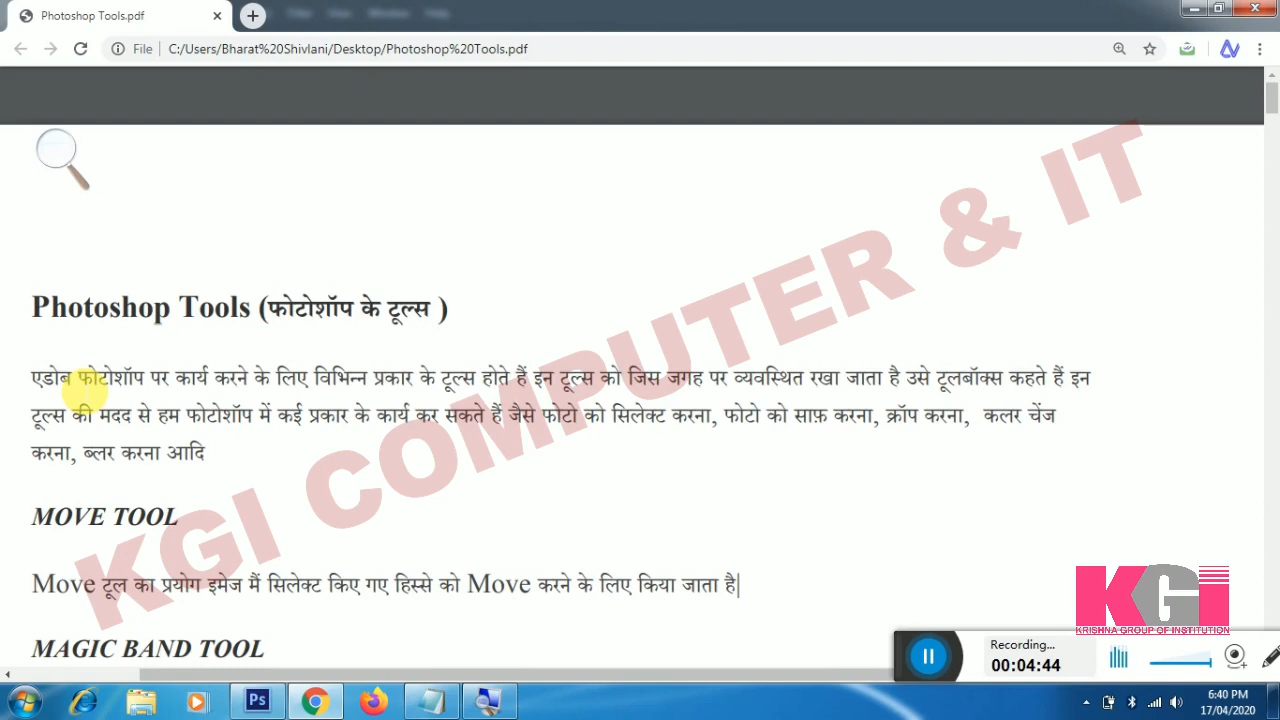 Photoshop Tools.pdf
File
C:/Users/Bharat%20Shivlani/Desktop/Photoshop%20Tools.pdf
Photoshop Tools (फोटोशॉप के टूल्स )
एडोब फोटोशॉप पर कार्य करने के लिए विभिन्न प्रकार के टूल्स होते हैं इन टूल्स को जिस जगह पर व्यवस्थित रखा जाता है उसे टूलबॉक्स कहते हैं इन
टूल्स की मदद से हम फोटोशॉप में कई प्रकार के कार्य कर सकते हैं जैसे फोटो को सिलेक्ट करना, फोटो को साफ़ करना, क्रॉप करना, कलर चेंज
करना, ब्लर करना आदि
MOVE TOOL
Move टूल का प्रयोग इमेज मैं सिलेक्ट किए गए हिस्से को Move करने के लिए किया जाता है|
MAGIC BAND TOOL
KGI COMPUTER & IT
KGI
KRISHNA GROUP OF INSTITUTION
Recording...
00:04:44
Ps
6:40 PM
17/04/2020